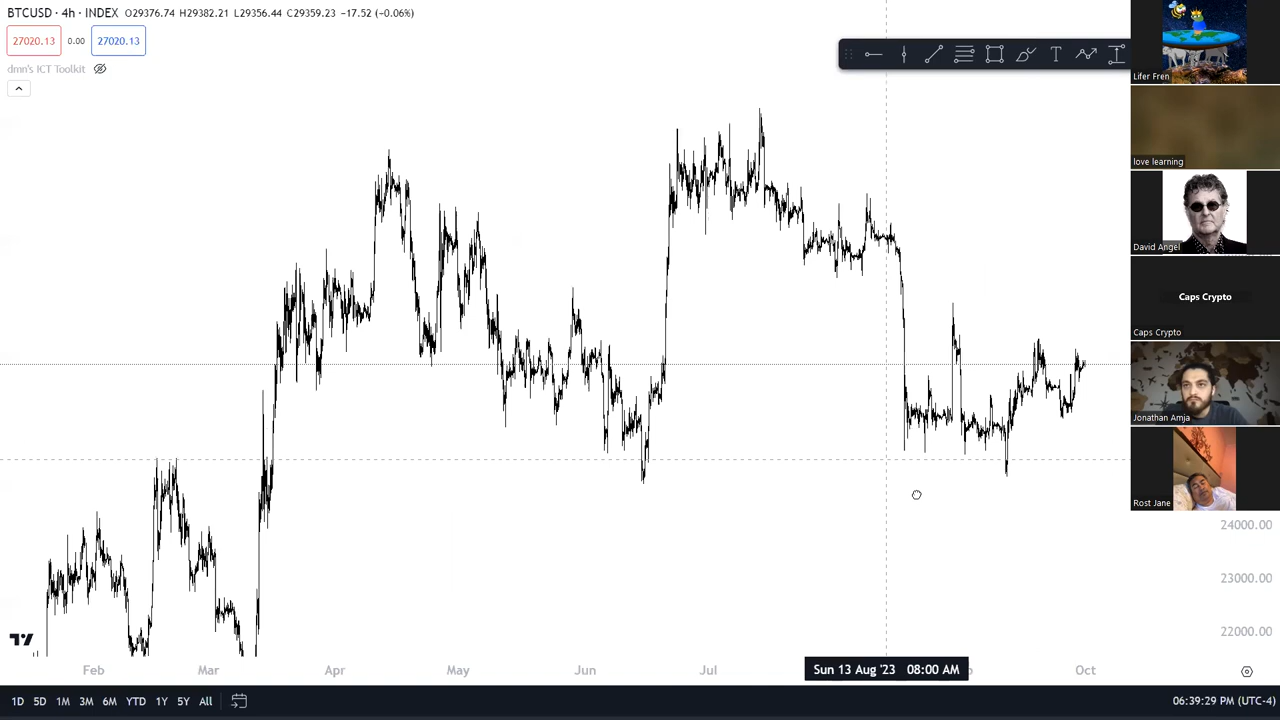 BTCUSD · 4h · INDEX O29376.74 H29382.21 L29356.44 C29359.23 −17.52 (−0.06%)
27020.13 0.00 27020.13
dmn's ICT Toolkit
T
Lifer Fren
love learning
David Angel
Caps Crypto
Caps Crypto
Jonathan Amja
Rost Jane
24000.00
23000.00
22000.00
Feb Mar Apr May Jun Jul Sun 13 Aug '23 08:00 AM Oct
1D 5D 1M 3M 6M YTD 1Y 5Y All 06:39:29 PM (UTC-4)